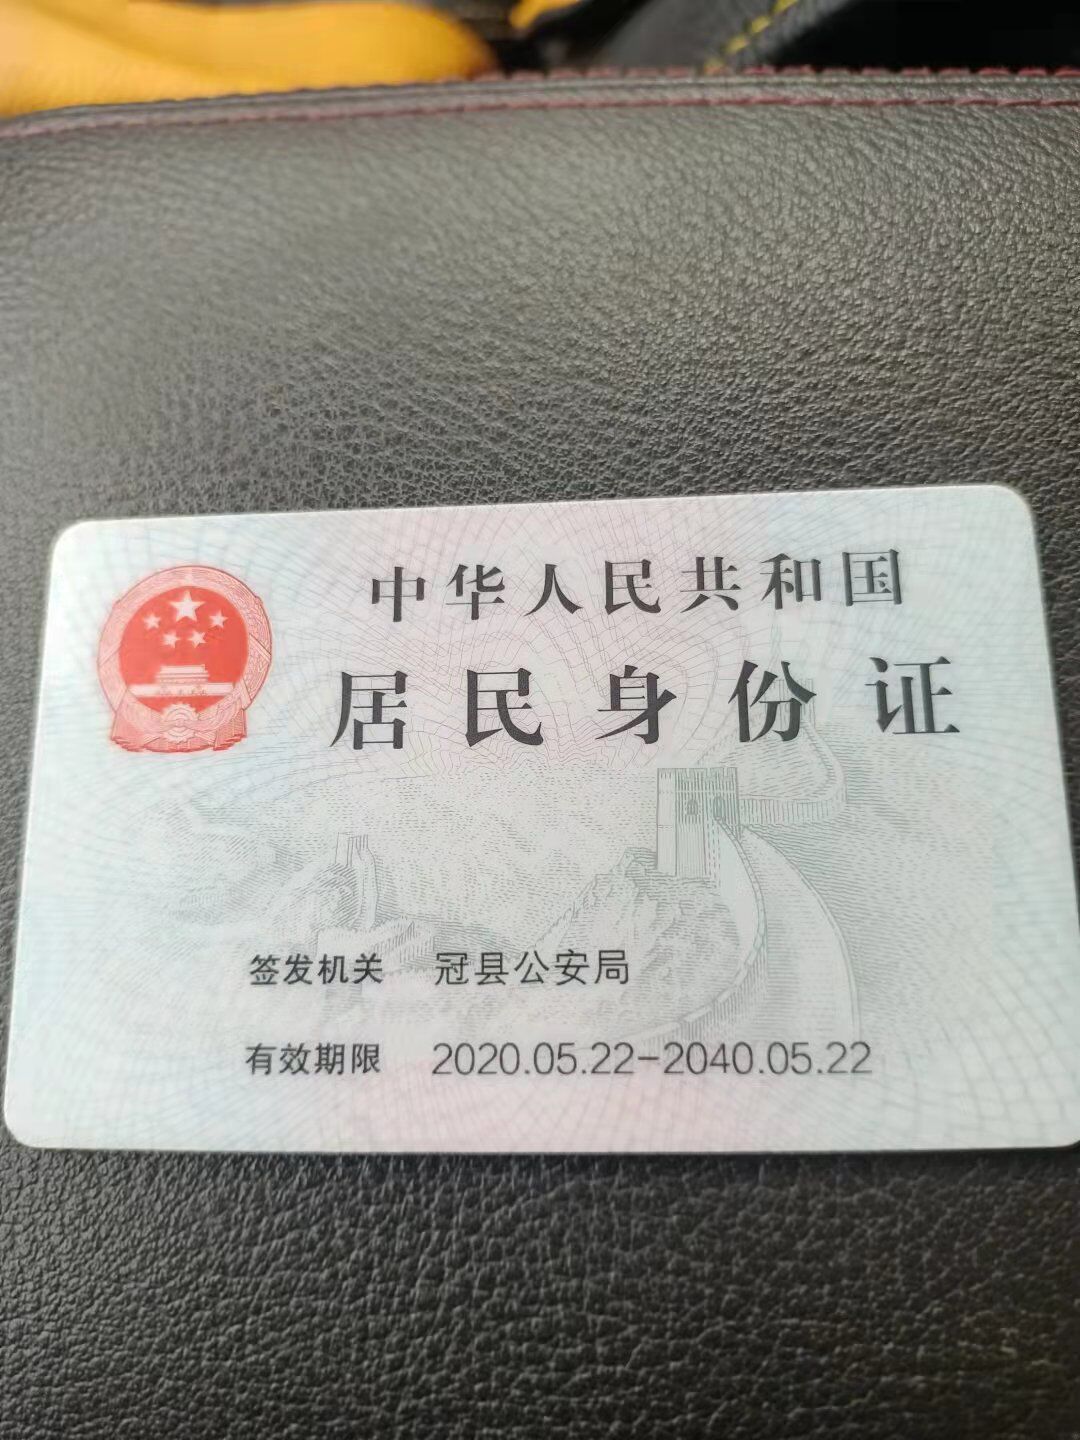 中华人民共和国
居民身份证
签发机关 冠县公安局
有效期限 2020.05.22-2040.05.22